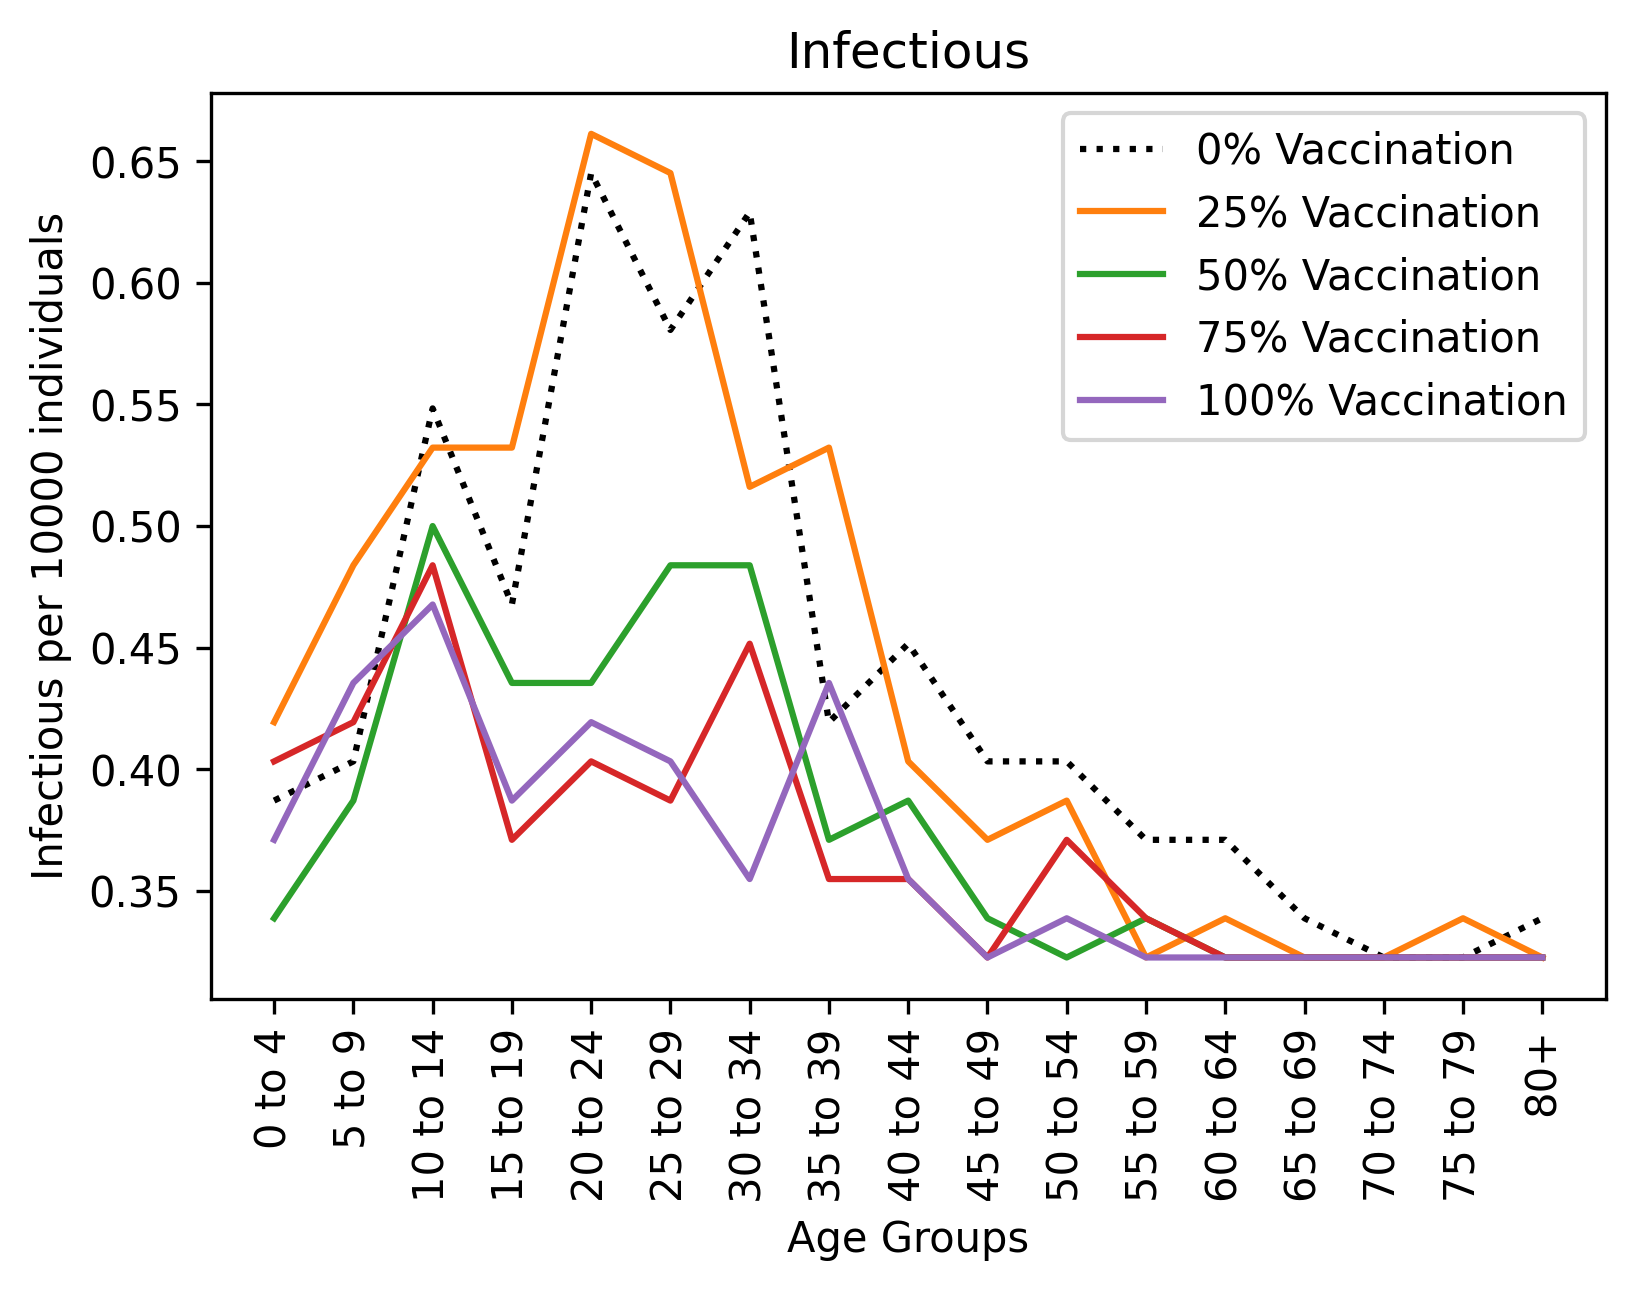 Infectious
Infectious per 10000 individuals
0.65
0.60
0.55
0.50
0.45
0.40
0.35
0% Vaccination
25% Vaccination
50% Vaccination
75% Vaccination
100% Vaccination
0 to 4
5 to 9
10 to 14
15 to 19
20 to 24
25 to 29
30 to 34
35 to 39
40 to 44
45 to 49
50 to 54
55 to 59
60 to 64
65 to 69
70 to 74
75 to 79
80+
Age Groups